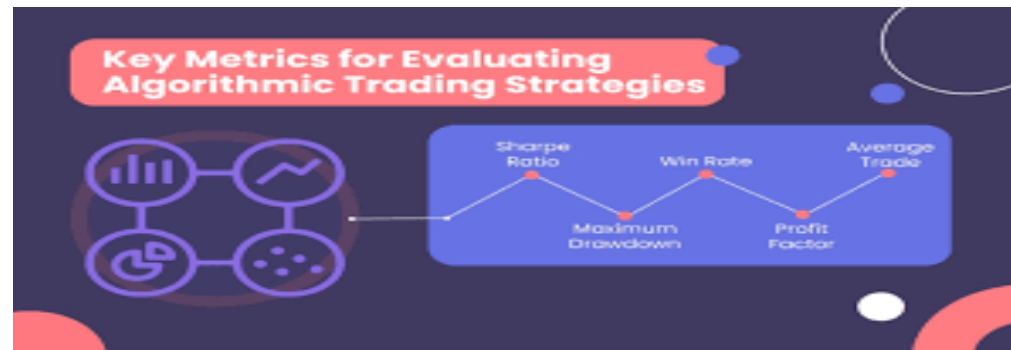 Key Metrics for Evaluating
Algorithmic Trading Strategies
Sharpe
Ratio
Maximum
Drawdown
Win Rate
Profit
Factor
Average
Trade